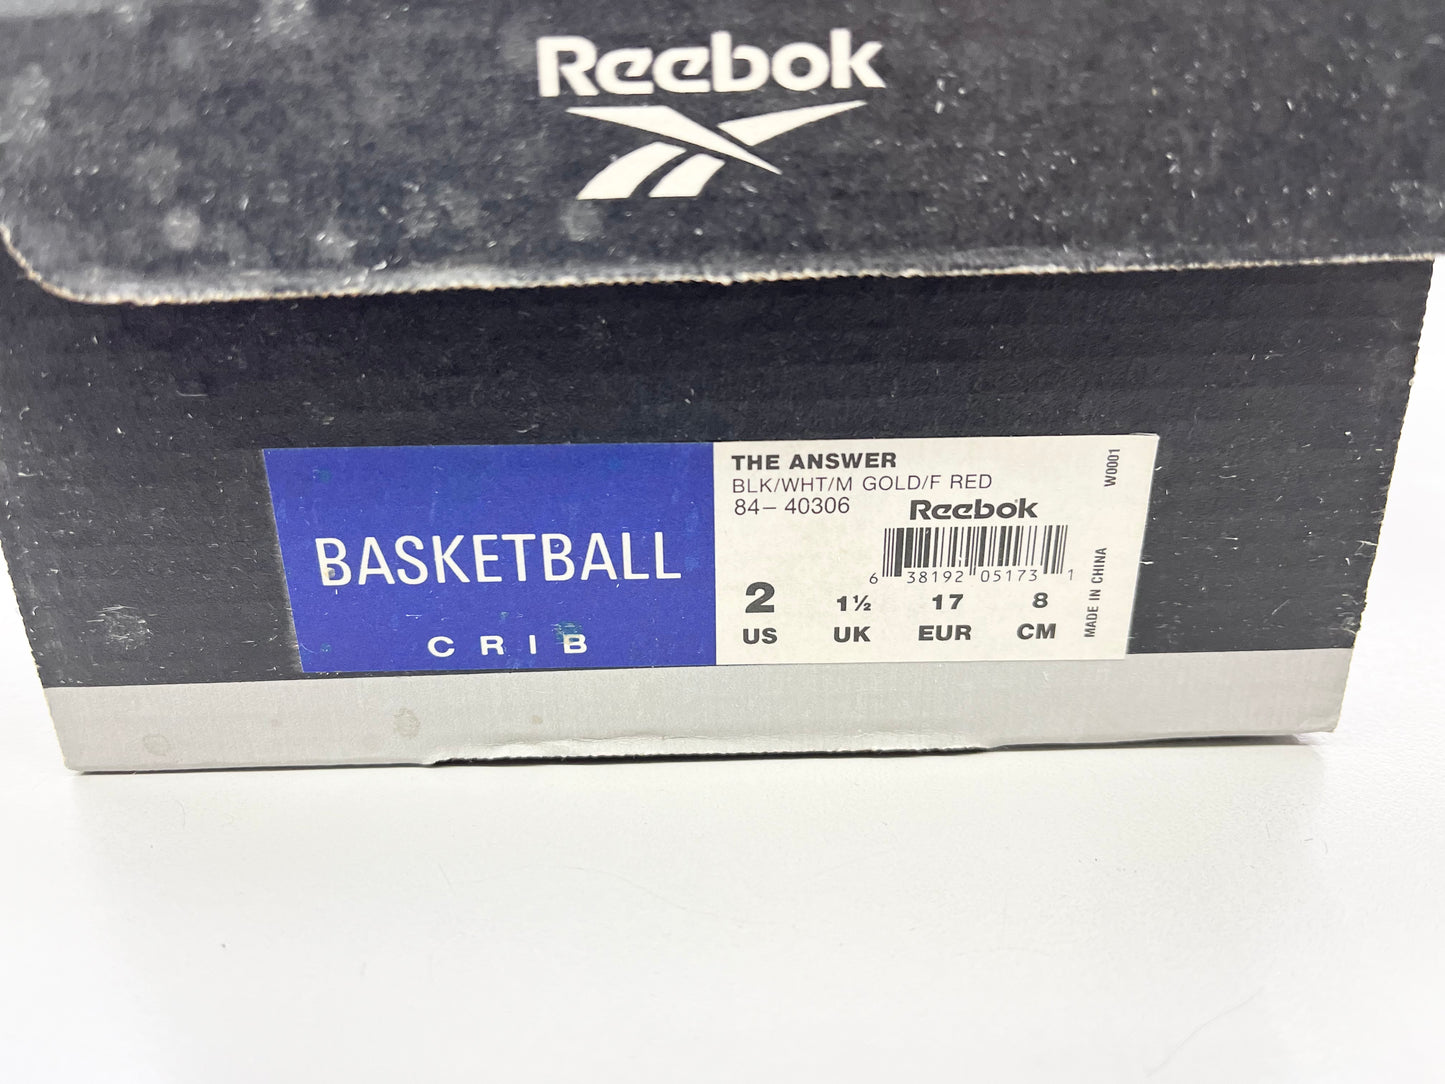 Reebok
BASKETBALL
CRIB
THE ANSWER
BLK/WHT/M GOLD/F RED
84-40306
Reebok
6 38192 05173 1
2 1½ 17 8
US UK EUR CM
W0001
MADE IN CHINA